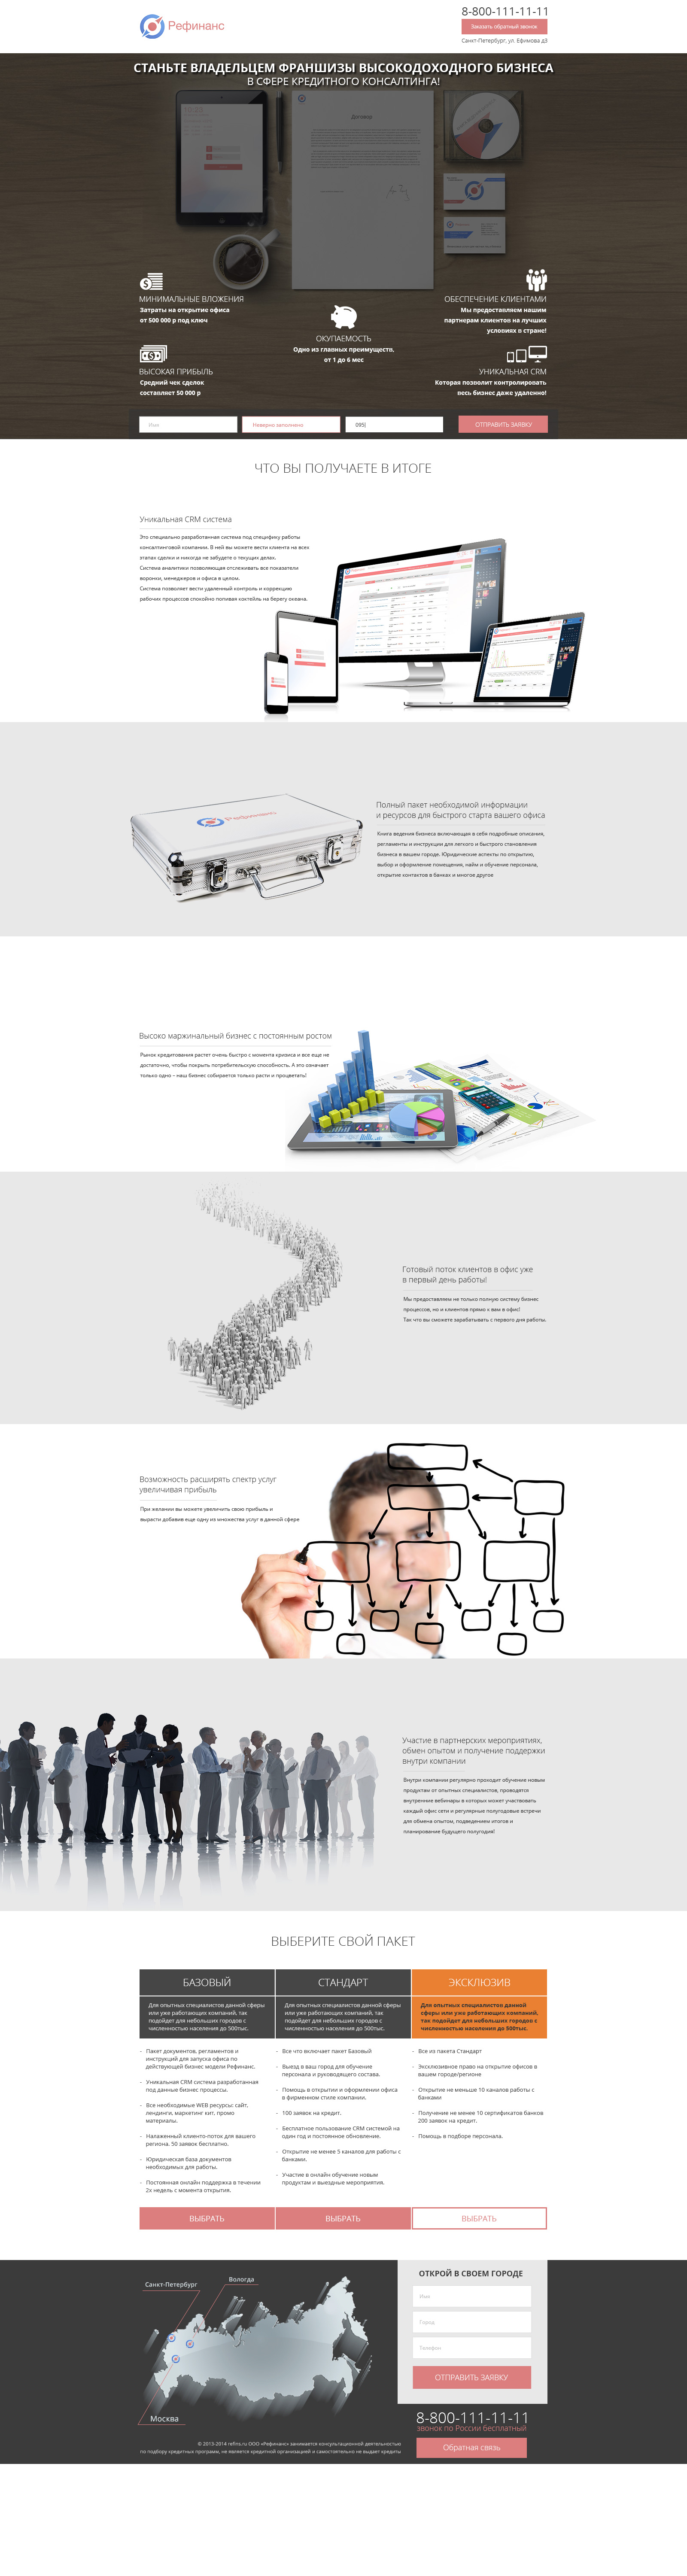 Рефинанс
8-800-111-11-11
Заказать обратный звонок
Санкт-Петербург, ул. Ефимова д3
СТАНЬТЕ ВЛАДЕЛЬЦЕМ ФРАНШИЗЫ ВЫСОКОДОХОДНОГО БИЗНЕСА
В СФЕРЕ КРЕДИТНОГО КОНСАЛТИНГА!
Договор
МИНИМАЛЬНЫЕ ВЛОЖЕНИЯ
Затраты на открытие офиса
от 500 000 р под ключ
ОБЕСПЕЧЕНИЕ КЛИЕНТАМИ
Мы предоставляем нашим
партнерам клиентов на лучших
условиях в стране!
ОКУПАЕМОСТЬ
Одно из главных преимуществ,
от 1 до 6 мес
ВЫСОКАЯ ПРИБЫЛЬ
Средний чек сделок
составляет 50 000 р
УНИКАЛЬНАЯ CRM
Которая позволит контролировать
весь бизнес даже удаленно!
Имя
Неверно заполнено
095|
ОТПРАВИТЬ ЗАЯВКУ
ЧТО ВЫ ПОЛУЧАЕТЕ В ИТОГЕ
Уникальная CRM система
Это специально разработанная система под специфику работы
консалтинговой компании. В ней вы можете вести клиента на всех
этапах сделки и никогда не забудете о текущих делах.
Система аналитики позволяющая отслеживать все показатели
воронки, менеджеров и офиса в целом.
Система позволяет вести удаленный контроль и коррекцию
рабочих процессов спокойно попивая коктейль на берегу океана.
Рефинанс
Полный пакет необходимой информации
и ресурсов для быстрого старта вашего офиса
Книга ведения бизнеса включающая в себя подробные описания,
регламенты и инструкции для легкого и быстрого становления
бизнеса в вашем городе. Юридические аспекты по открытию,
выбор и оформление помещения, найм и обучение персонала,
открытие контактов в банках и многое другое
Высоко маржинальный бизнес с постоянным ростом
Рынок кредитования растет очень быстро с момента кризиса и все еще не
достаточно, чтобы покрыть потребительскую способность. А это означает
только одно – наш бизнес собирается только расти и процветать!
Готовый поток клиентов в офис уже
в первый день работы!
Мы предоставляем не только полную систему бизнес
процессов, но и клиентов прямо к вам в офис!
Так что вы сможете зарабатывать с первого дня работы.
Возможность расширять спектр услуг
увеличивая прибыль
При желании вы можете увеличить свою прибыль и
вырасти добавив еще одну из множества услуг в данной сфере
Участие в партнерских мероприятиях,
обмен опытом и получение поддержки
внутри компании
Внутри компании регулярно проходит обучения новым
продуктам от опытных специалистов, проводятся
внутренние вебинары в которых может участвовать
каждый офис сети и регулярные полугодовые встречи
для обмена опытом, подведением итогов и
планирование будущего полугодия!
ВЫБЕРИТЕ СВОЙ ПАКЕТ
БАЗОВЫЙ
Для опытных специалистов данной сферы
или уже работающих компаний, так
подойдет для небольших городов с
численностью населения до 500тыс.
- Пакет документов, регламентов и
инструкций для запуска офиса по
действующей бизнес модели Рефинанс.
- Уникальная CRM система разработанная
под данные бизнес процессы.
- Все необходимые WEB ресурсы: сайт,
лендинги, маркетинг кит, промо
материалы.
- Налаженный клиенто-поток для вашего
региона. 50 заявок бесплатно.
- Юридическая база документов
необходимых для работы.
- Постоянная онлайн поддержка в течении
2х недель с момента открытия.
ВЫБРАТЬ
СТАНДАРТ
Для опытных специалистов данной сферы
или уже работающих компаний, так
подойдет для небольших городов с
численностью населения до 500тыс.
- Все что включает пакет Базовый
- Выезд в ваш город для обучение
персонала и руководящего состава.
- Помощь в открытии и оформлении офиса
в фирменном стиле компании.
- 100 заявок на кредит.
- Бесплатное пользование CRM системой на
один год и постоянное обновление.
- Открытие не менее 5 каналов для работы с
банками.
- Участие в онлайн обучение новым
продуктам и выездные мероприятия.
ВЫБРАТЬ
ЭКСКЛЮЗИВ
Для опытных специалистов данной
сферы или уже работающих компаний,
так подойдет для небольших городов с
численностью населения до 500тыс.
- Все из пакета Стандарт
- Эксклюзивное право на открытие офисов в
вашем городе/регионе
- Открытие не меньше 10 каналов работы с
банками
- Получение не менее 10 сертификатов банков
200 заявок на кредит.
- Помощь в подборе персонала.
ВЫБРАТЬ
Санкт-Петербург
Вологда
Москва
ОТКРОЙ В СВОЕМ ГОРОДЕ
Имя
Город
Телефон
ОТПРАВИТЬ ЗАЯВКУ
8-800-111-11-11
звонок по России бесплатный
Обратная связь
© 2013-2014 refins.ru ООО «Рефинанс» занимается консультационной деятельностью
по подбору кредитных программ, не является кредитной организацией и самостоятельно не выдает кредиты